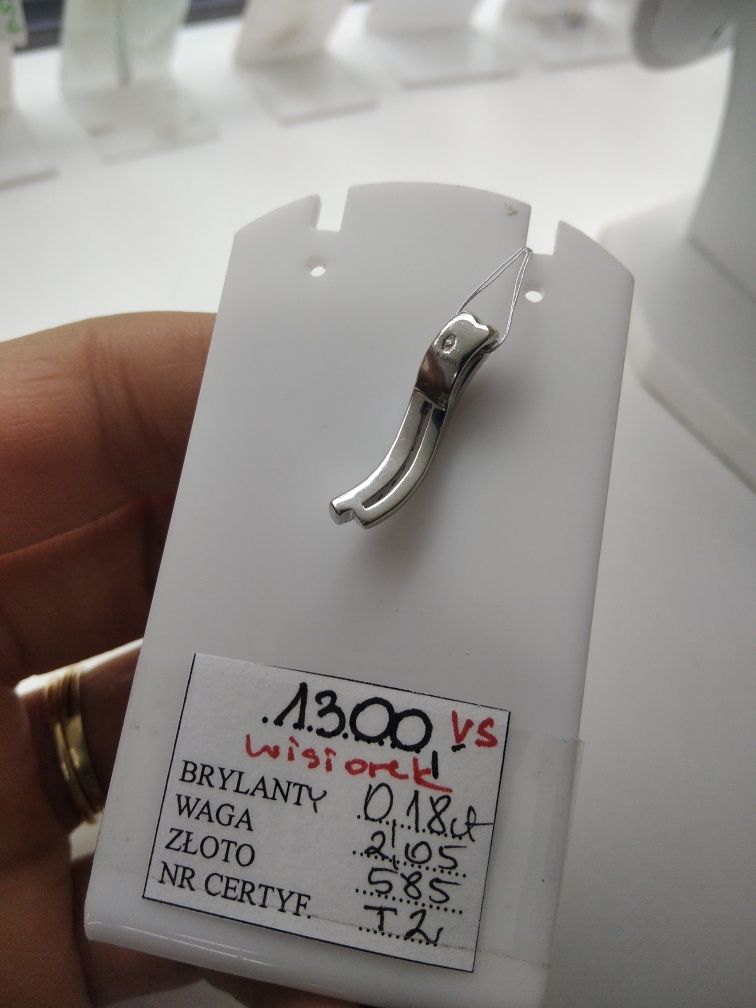 1300 VS
wisiorek
BRYLANTY 0,18ct
WAGA 2,05
ZŁOTO 585
NR CERTYF. T2